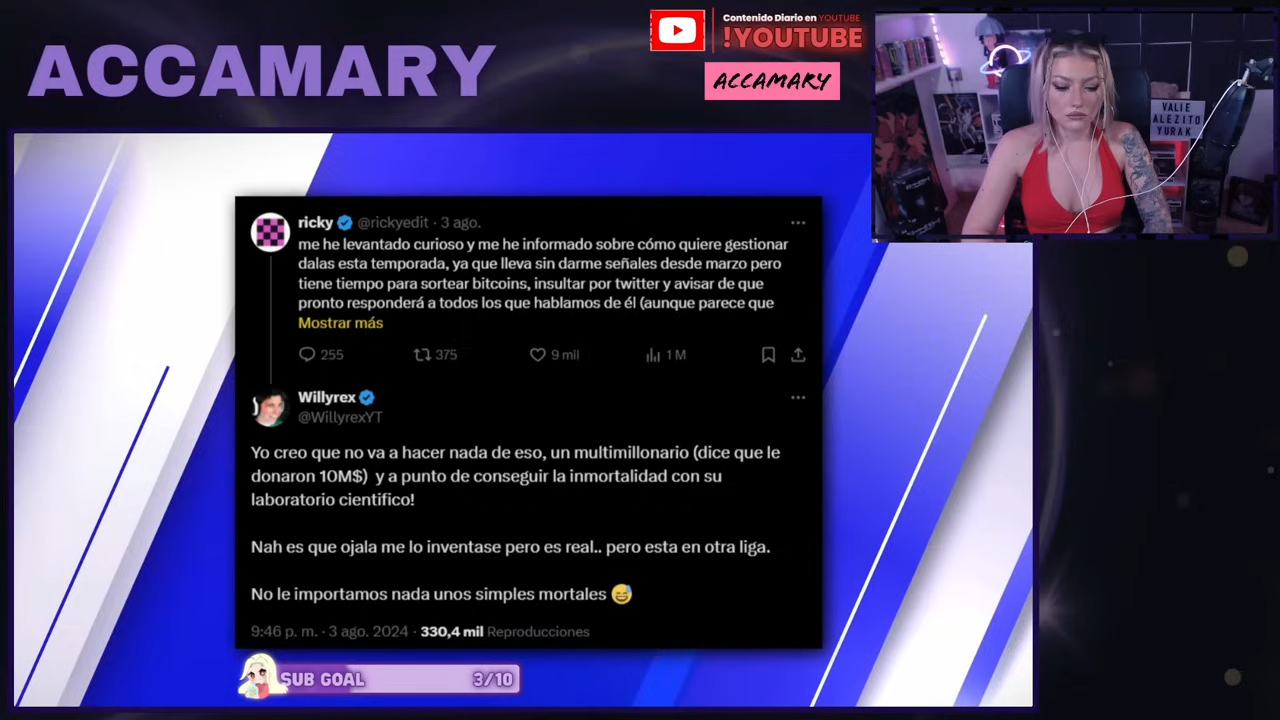 ACCAMARY
Contenido Diario en YOUTUBE
!YOUTUBE
ACCAMARY
VALIE
ALEZITO
YURAK
ricky @rickyedit · 3 ago.
me he levantado curioso y me he informado sobre cómo quiere gestionar
dalas esta temporada, ya que lleva sin darme señales desde marzo pero
tiene tiempo para sortear bitcoins, insultar por twitter y avisar de que
pronto responderá a todos los que hablamos de él (aunque parece que
Mostrar más
255 375 9 mil 1 M
Willyrex
@WillyrexYT
Yo creo que no va a hacer nada de eso, un multimillonario (dice que le
donaron 10M$) y a punto de conseguir la inmortalidad con su
laboratorio cientifico!
Nah es que ojala me lo inventase pero es real.. pero esta en otra liga.
No le importamos nada unos simples mortales 😅
9:46 p. m. · 3 ago. 2024 · 330,4 mil Reproducciones
SUB GOAL 3/10